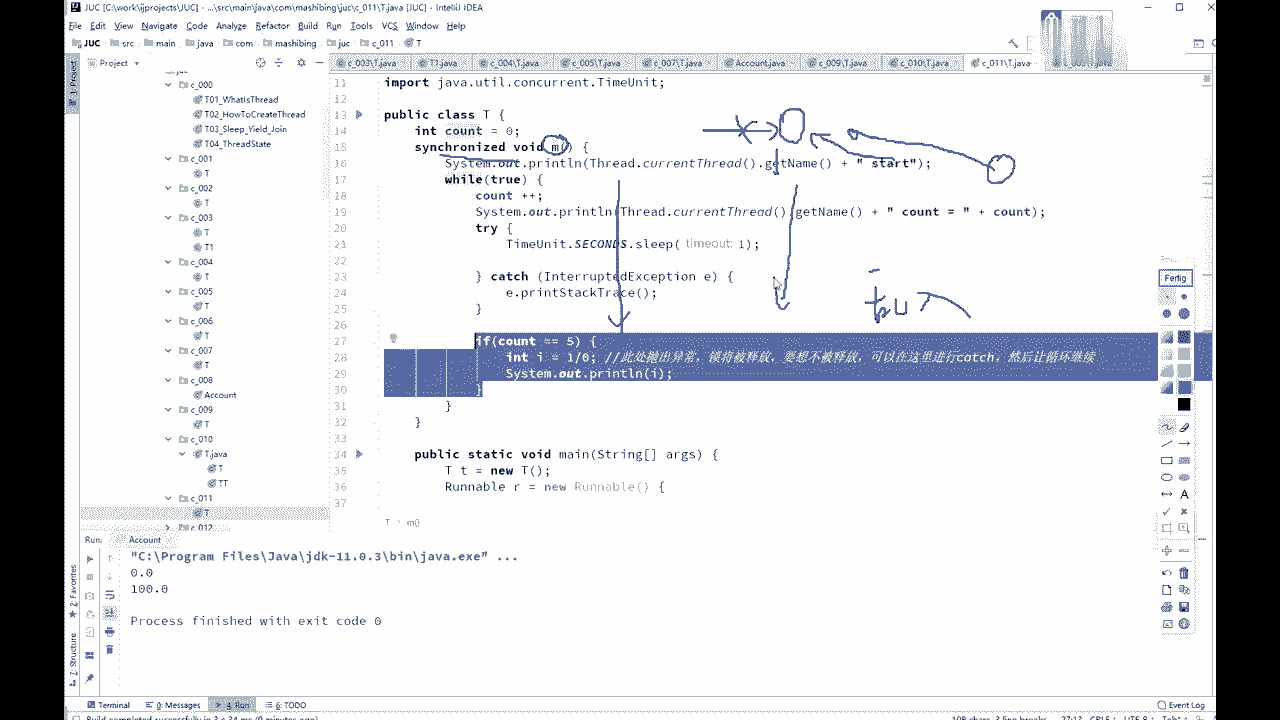 JUC [C:\work\ijprojects\JUC] - ...\src\main\java\com\mashibing\juc\c_011\T.java [JUC] - IntelliJ IDEA
File Edit View Navigate Code Analyze Refactor Build Run Tools VCS Window Help
JUC src main java com mashibing juc c_011 T
Project
c_003\T.java T1.java c_004\T.java c_005\T.java c_007\T.java Account.java c_009\T.java c_010\T.java c_011\T.java
1: Project
c_000
T01_WhatIsThread
T02_HowToCreateThread
T03_Sleep_Yield_Join
T04_ThreadState
c_001
T
c_002
T
c_003
T
T1
c_004
T
c_005
T
c_006
T
c_007
T
c_008
Account
c_009
T
c_010
T.java
T
TT
c_011
T
c_012
11 import java.util.concurrent.TimeUnit;
12
13 public class T {
14 int count = 0;
15 synchronized void m() {
16 System.out.println(Thread.currentThread().getName() + " start");
17 while(true) {
18 count ++;
19 System.out.println(Thread.currentThread().getName() + " count = " + count);
20 try {
21 TimeUnit.SECONDS.sleep( timeout: 1);
22
23 } catch (InterruptedException e) {
24 e.printStackTrace();
25 }
26
27 if(count == 5) {
28 int i = 1/0; //此处抛出异常，锁将被释放，要想不被释放，可以在这里进行catch，然后让循环继续
29 System.out.println(i);
30 }
31 }
32 }
33
34 public static void main(String[] args) {
35 T t = new T();
36 Runnable r = new Runnable() {
37
T › m()
Fertig
A
Run: Account
"C:\Program Files\Java\jdk-11.0.3\bin\java.exe" ...
0.0
100.0
Process finished with exit code 0
2: Favorites
7: Structure
Terminal 0: Messages 4: Run 6: TODO Event Log